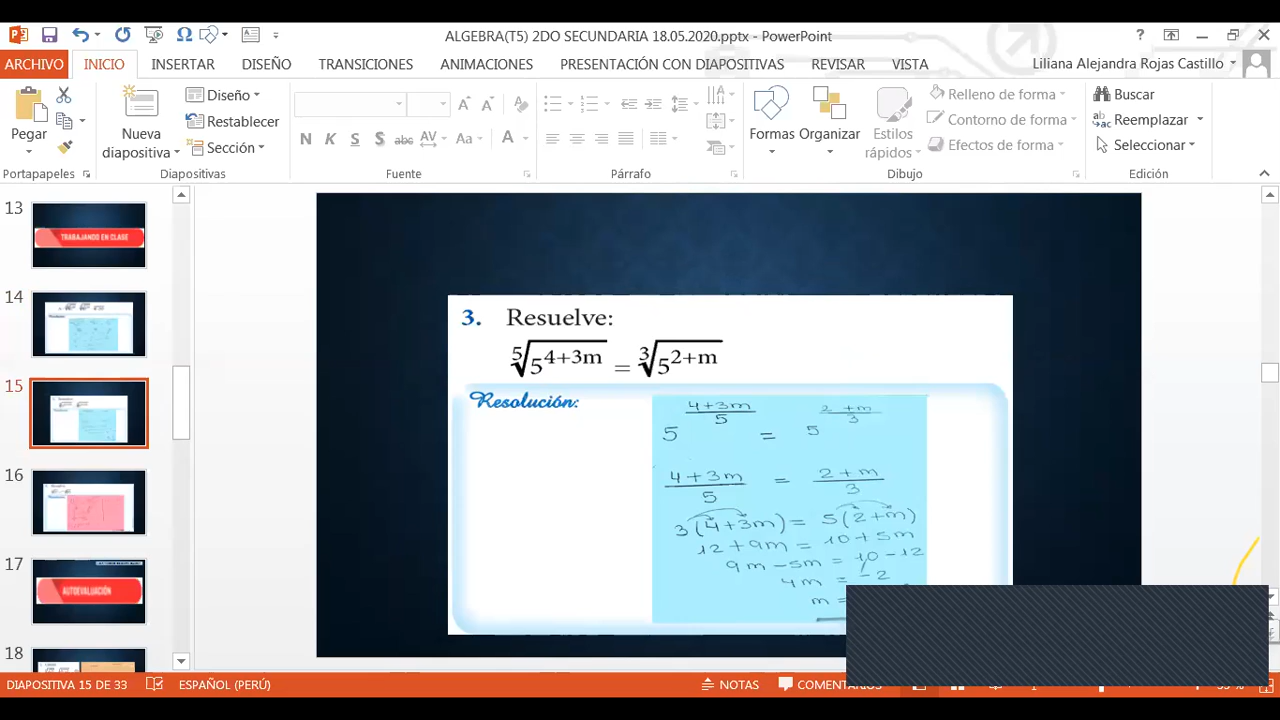 ALGEBRA(T5) 2DO SECUNDARIA 18.05.2020.pptx - PowerPoint
ARCHIVO INICIO INSERTAR DISEÑO TRANSICIONES ANIMACIONES PRESENTACIÓN CON DIAPOSITIVAS REVISAR VISTA Liliana Alejandra Rojas Castillo
Pegar
Nueva diapositiva
Diseño
Restablecer
Sección
N K S S abc AV Aa A
Formas Organizar Estilos rápidos
Relleno de forma
Contorno de forma
Efectos de forma
Buscar
Reemplazar
Seleccionar
Portapapeles Diapositivas Fuente Párrafo Dibujo Edición
13
TRABAJANDO EN CLASE
14
15
16
17
AUTOEVALUACIÓN
18
3. Resuelve:
⁵√5^(4+3m) = ³√5^(2+m)
Resolución:
5^((4+3m)/5) = 5^((2+m)/3)
(4+3m)/5 = (2+m)/3
3(4+3m) = 5(2+m)
12+9m = 10+5m
9m-5m = 10-12
4m = -2
m =
DIAPOSITIVA 15 DE 33 ESPAÑOL (PERÚ) NOTAS COMENTARIOS